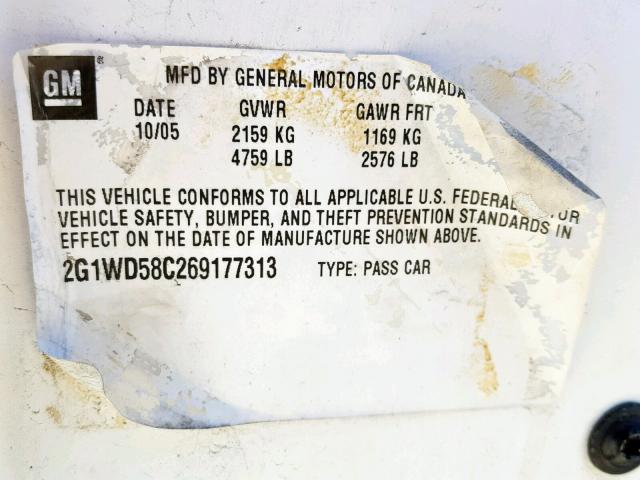 GM ®
MFD BY GENERAL MOTORS OF CANADA
DATE GVWR GAWR FRT
10/05 2159 KG 1169 KG
4759 LB 2576 LB
THIS VEHICLE CONFORMS TO ALL APPLICABLE U.S. FEDERAL
VEHICLE SAFETY, BUMPER, AND THEFT PREVENTION STANDARDS IN
EFFECT ON THE DATE OF MANUFACTURE SHOWN ABOVE.
2G1WD58C269177313 TYPE: PASS CAR